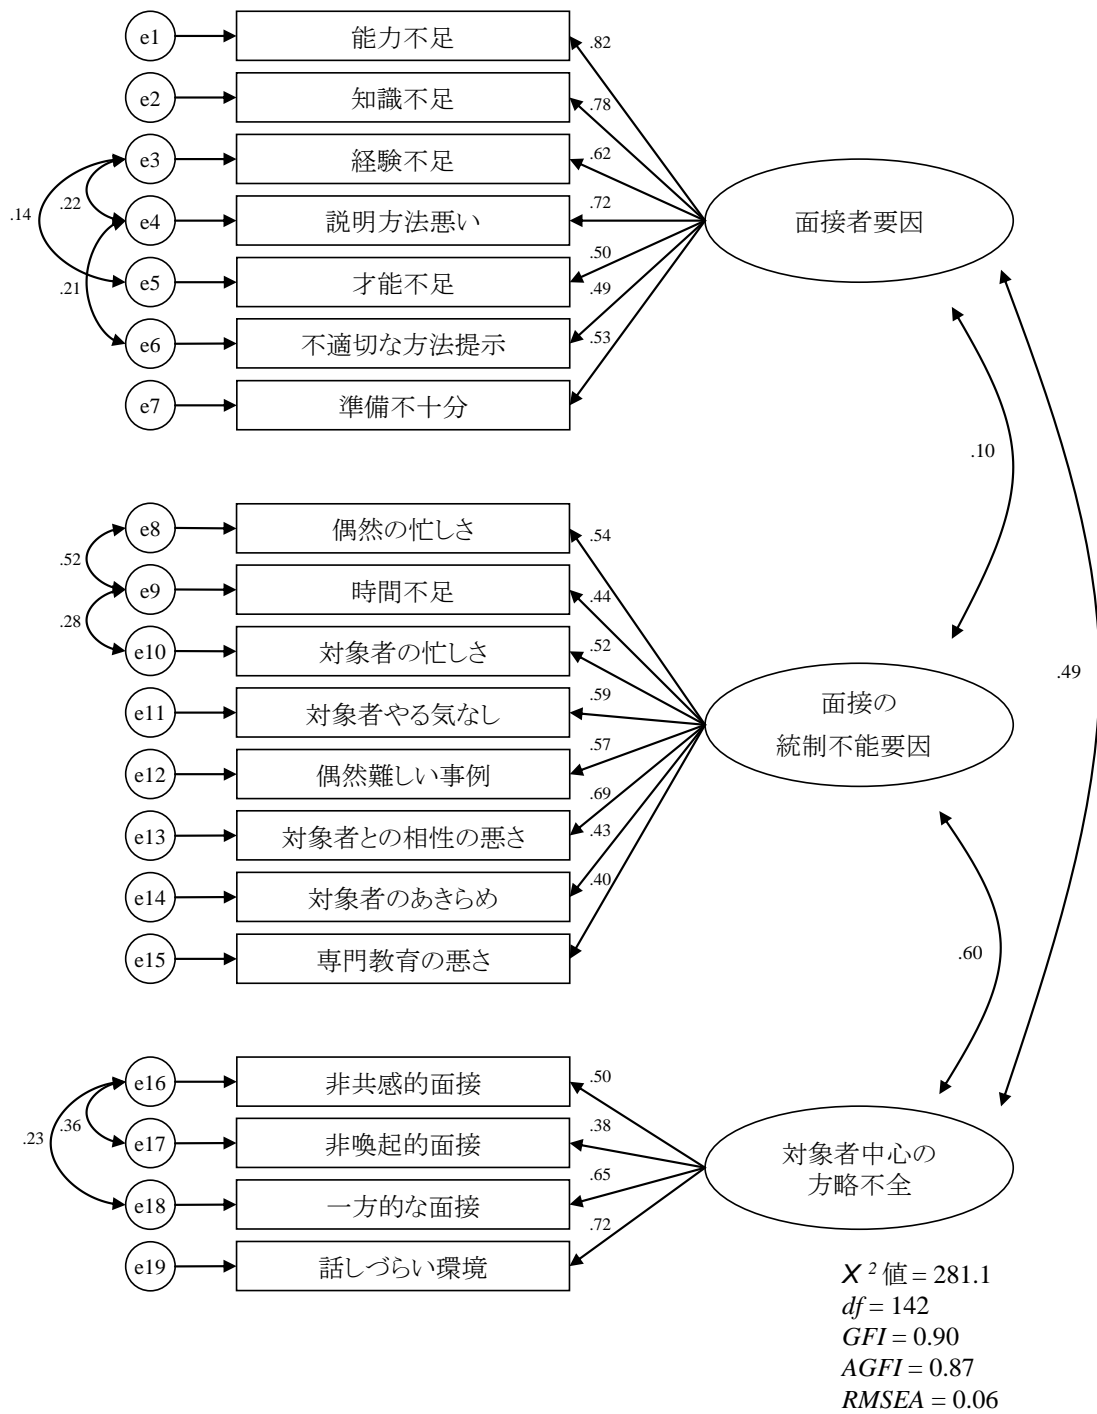 e1
能力不足
.82
e2
知識不足
.78
e3
経験不足
.62
e4
説明方法悪い
.72
e5
才能不足
.50
e6
不適切な方法提示
.49
e7
準備不十分
.53
.14
.22
.21
面接者要因
.10
.49
e8
偶然の忙しさ
.54
e9
時間不足
.44
e10
対象者の忙しさ
.52
e11
対象者やる気なし
.59
e12
偶然難しい事例
.57
e13
対象者との相性の悪さ
.69
e14
対象者のあきらめ
.43
e15
専門教育の悪さ
.40
.52
.28
面接の
統制不能要因
.60
e16
非共感的面接
.50
e17
非喚起的面接
.38
e18
一方的な面接
.65
e19
話しづらい環境
.72
.23
.36
対象者中心の
方略不全
X ² 値 = 281.1
df = 142
GFI = 0.90
AGFI = 0.87
RMSEA = 0.06